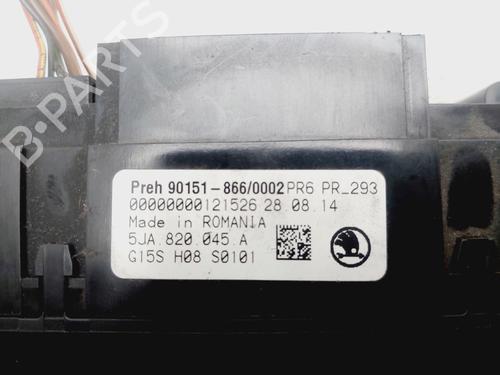 B-PARTS
Preh 90151-866/0002 PR6 PR_293
00000000121526 28.08.14
Made in ROMANIA
5JA.820.045.A
G15S H08 S0101